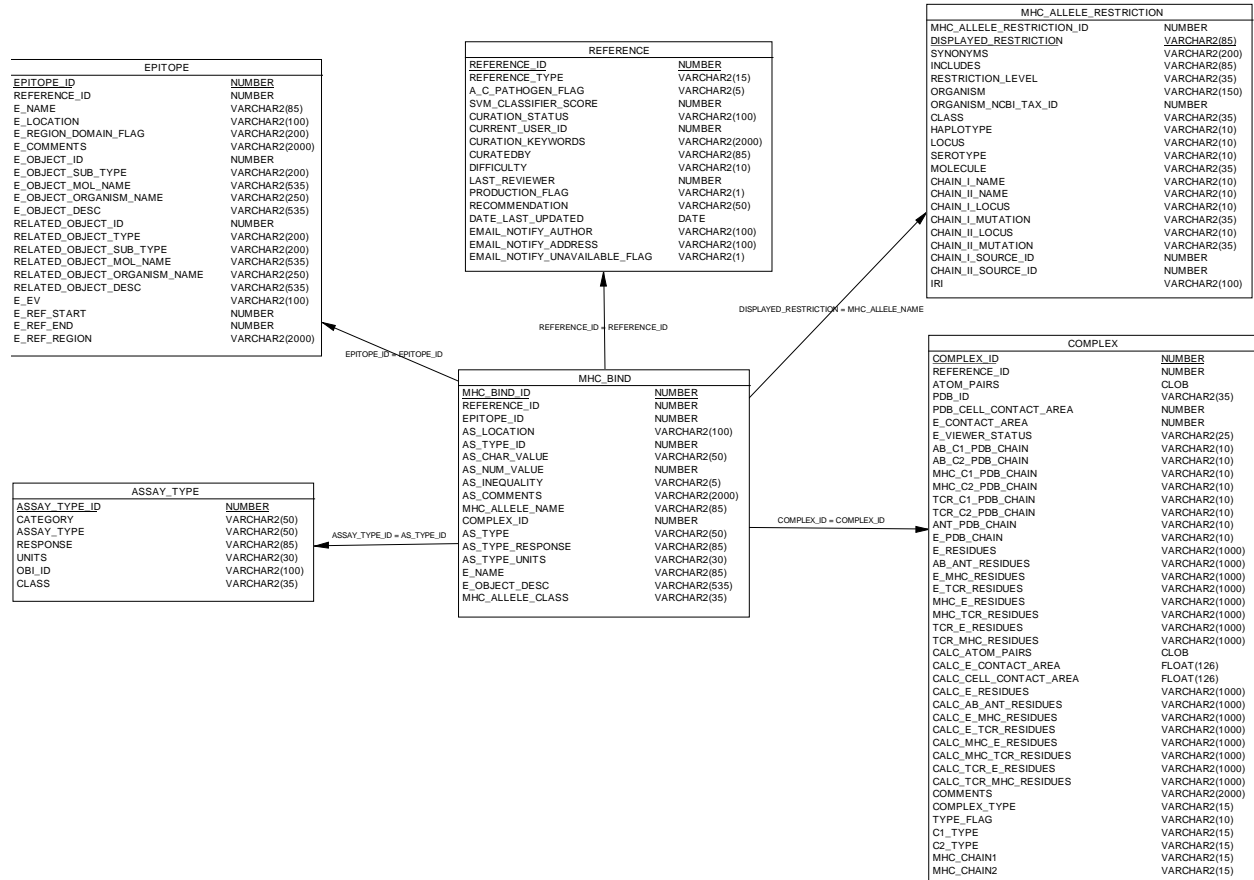 EPITOPE
EPITOPE_ID NUMBER
REFERENCE_ID NUMBER
E_NAME VARCHAR2(85)
E_LOCATION VARCHAR2(100)
E_REGION_DOMAIN_FLAG VARCHAR2(200)
E_COMMENTS VARCHAR2(2000)
E_OBJECT_ID NUMBER
E_OBJECT_SUB_TYPE VARCHAR2(200)
E_OBJECT_MOL_NAME VARCHAR2(535)
E_OBJECT_ORGANISM_NAME VARCHAR2(250)
E_OBJECT_DESC VARCHAR2(535)
RELATED_OBJECT_ID NUMBER
RELATED_OBJECT_TYPE VARCHAR2(200)
RELATED_OBJECT_SUB_TYPE VARCHAR2(200)
RELATED_OBJECT_MOL_NAME VARCHAR2(535)
RELATED_OBJECT_ORGANISM_NAME VARCHAR2(250)
RELATED_OBJECT_DESC VARCHAR2(535)
E_EV VARCHAR2(100)
E_REF_START NUMBER
E_REF_END NUMBER
E_REF_REGION VARCHAR2(2000)
REFERENCE
REFERENCE_ID NUMBER
REFERENCE_TYPE VARCHAR2(15)
A_C_PATHOGEN_FLAG VARCHAR2(5)
SVM_CLASSIFIER_SCORE NUMBER
CURATION_STATUS VARCHAR2(100)
CURRENT_USER_ID NUMBER
CURATION_KEYWORDS VARCHAR2(2000)
CURATEDBY VARCHAR2(85)
DIFFICULTY VARCHAR2(10)
LAST_REVIEWER NUMBER
PRODUCTION_FLAG VARCHAR2(1)
RECOMMENDATION VARCHAR2(50)
DATE_LAST_UPDATED DATE
EMAIL_NOTIFY_AUTHOR VARCHAR2(100)
EMAIL_NOTIFY_ADDRESS VARCHAR2(100)
EMAIL_NOTIFY_UNAVAILABLE_FLAG VARCHAR2(1)
MHC_ALLELE_RESTRICTION
MHC_ALLELE_RESTRICTION_ID NUMBER
DISPLAYED_RESTRICTION VARCHAR2(85)
SYNONYMS VARCHAR2(200)
INCLUDES VARCHAR2(85)
RESTRICTION_LEVEL VARCHAR2(35)
ORGANISM VARCHAR2(150)
ORGANISM_NCBI_TAX_ID NUMBER
CLASS VARCHAR2(35)
HAPLOTYPE VARCHAR2(10)
LOCUS VARCHAR2(10)
SEROTYPE VARCHAR2(10)
MOLECULE VARCHAR2(35)
CHAIN_I_NAME VARCHAR2(10)
CHAIN_II_NAME VARCHAR2(10)
CHAIN_I_LOCUS VARCHAR2(10)
CHAIN_I_MUTATION VARCHAR2(35)
CHAIN_II_LOCUS VARCHAR2(10)
CHAIN_II_MUTATION VARCHAR2(35)
CHAIN_I_SOURCE_ID NUMBER
CHAIN_II_SOURCE_ID NUMBER
IRI VARCHAR2(100)
EPITOPE_ID = EPITOPE_ID
REFERENCE_ID = REFERENCE_ID
DISPLAYED_RESTRICTION = MHC_ALLELE_NAME
MHC_BIND
MHC_BIND_ID NUMBER
REFERENCE_ID NUMBER
EPITOPE_ID NUMBER
AS_LOCATION VARCHAR2(100)
AS_TYPE_ID NUMBER
AS_CHAR_VALUE VARCHAR2(50)
AS_NUM_VALUE NUMBER
AS_INEQUALITY VARCHAR2(5)
AS_COMMENTS VARCHAR2(2000)
MHC_ALLELE_NAME VARCHAR2(85)
COMPLEX_ID NUMBER
AS_TYPE VARCHAR2(50)
AS_TYPE_RESPONSE VARCHAR2(85)
AS_TYPE_UNITS VARCHAR2(30)
E_NAME VARCHAR2(85)
E_OBJECT_DESC VARCHAR2(535)
MHC_ALLELE_CLASS VARCHAR2(35)
ASSAY_TYPE_ID = AS_TYPE_ID
COMPLEX_ID = COMPLEX_ID
ASSAY_TYPE
ASSAY_TYPE_ID NUMBER
CATEGORY VARCHAR2(50)
ASSAY_TYPE VARCHAR2(50)
RESPONSE VARCHAR2(85)
UNITS VARCHAR2(30)
OBI_ID VARCHAR2(100)
CLASS VARCHAR2(35)
COMPLEX
COMPLEX_ID NUMBER
REFERENCE_ID NUMBER
ATOM_PAIRS CLOB
PDB_ID VARCHAR2(35)
PDB_CELL_CONTACT_AREA NUMBER
E_CONTACT_AREA NUMBER
E_VIEWER_STATUS VARCHAR2(25)
AB_C1_PDB_CHAIN VARCHAR2(10)
AB_C2_PDB_CHAIN VARCHAR2(10)
MHC_C1_PDB_CHAIN VARCHAR2(10)
MHC_C2_PDB_CHAIN VARCHAR2(10)
TCR_C1_PDB_CHAIN VARCHAR2(10)
TCR_C2_PDB_CHAIN VARCHAR2(10)
ANT_PDB_CHAIN VARCHAR2(10)
E_PDB_CHAIN VARCHAR2(10)
E_RESIDUES VARCHAR2(1000)
AB_ANT_RESIDUES VARCHAR2(1000)
E_MHC_RESIDUES VARCHAR2(1000)
E_TCR_RESIDUES VARCHAR2(1000)
MHC_E_RESIDUES VARCHAR2(1000)
MHC_TCR_RESIDUES VARCHAR2(1000)
TCR_E_RESIDUES VARCHAR2(1000)
TCR_MHC_RESIDUES VARCHAR2(1000)
CALC_ATOM_PAIRS CLOB
CALC_E_CONTACT_AREA FLOAT(126)
CALC_CELL_CONTACT_AREA FLOAT(126)
CALC_E_RESIDUES VARCHAR2(1000)
CALC_AB_ANT_RESIDUES VARCHAR2(1000)
CALC_E_MHC_RESIDUES VARCHAR2(1000)
CALC_E_TCR_RESIDUES VARCHAR2(1000)
CALC_MHC_E_RESIDUES VARCHAR2(1000)
CALC_MHC_TCR_RESIDUES VARCHAR2(1000)
CALC_TCR_E_RESIDUES VARCHAR2(1000)
CALC_TCR_MHC_RESIDUES VARCHAR2(1000)
COMMENTS VARCHAR2(2000)
COMPLEX_TYPE VARCHAR2(15)
TYPE_FLAG VARCHAR2(10)
C1_TYPE VARCHAR2(15)
C2_TYPE VARCHAR2(15)
MHC_CHAIN1 VARCHAR2(15)
MHC_CHAIN2 VARCHAR2(15)